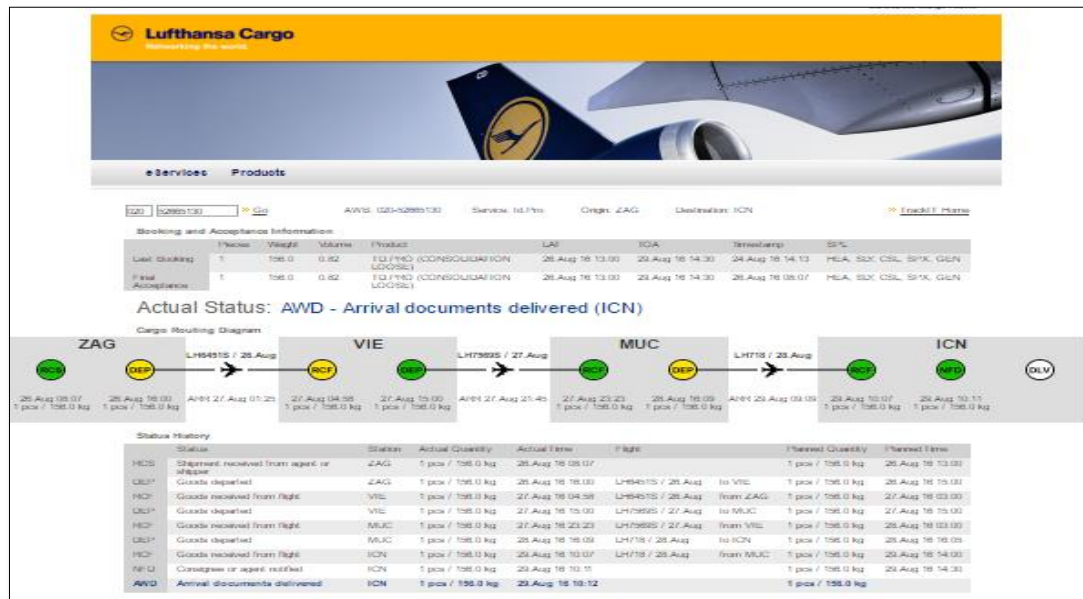 Lufthansa Cargo
Networking the world.
eServices Products
020 52665130 » Go AWB: 020-52665130 Service: td.Pro Origin: ZAG Destination: ICN » TrackIT Home
Booking and Acceptance Information
Pieces Weight Volume Product LAT TOA Timestamp SPL
Last Booking 1 156.0 0.82 TD.PRO (CONSOLIDATION LOOSE) 26.Aug 16 13:00 29.Aug 16 14:30 24.Aug 16 14:13 HEA, SLY, CSL, SPX, GEN
Final Acceptance 1 156.0 0.82 TD.PRO (CONSOLIDATION LOOSE) 26.Aug 16 13:00 29.Aug 16 14:30 26.Aug 16 08:07 HEA, SLY, CSL, SPX, GEN
Actual Status: AWD - Arrival documents delivered (ICN)
Cargo Routing Diagram
ZAG VIE MUC ICN
LH6451S / 26.Aug LH7569S / 27.Aug LH718 / 28.Aug
RCS DEP RCF DEP RCF DEP RCF NFD DLV
26.Aug 08:07 26.Aug 16:00 ARR 27.Aug 01:25 27.Aug 04:58 27.Aug 15:00 ARR 27.Aug 21:45 27.Aug 23:23 28.Aug 16:09 ARR 29.Aug 09:09 29.Aug 10:07 29.Aug 10:11
1 pcs / 156.0 kg 1 pcs / 156.0 kg 1 pcs / 156.0 kg 1 pcs / 156.0 kg 1 pcs / 156.0 kg 1 pcs / 156.0 kg 1 pcs / 156.0 kg 1 pcs / 156.0 kg
Status History
Status Station Actual Quantity Actual Time Flight Planned Quantity Planned Time
RCS Shipment received from agent or shipper ZAG 1 pcs / 156.0 kg 26.Aug 16 08:07 1 pcs / 156.0 kg 26.Aug 16 13:00
DEP Goods departed ZAG 1 pcs / 156.0 kg 26.Aug 16 16:00 LH6451S / 26.Aug to VIE 1 pcs / 156.0 kg 26.Aug 16 15:00
RCF Goods received from flight VIE 1 pcs / 156.0 kg 27.Aug 16 04:58 LH6451S / 26.Aug from ZAG 1 pcs / 156.0 kg 27.Aug 16 03:00
DEP Goods departed VIE 1 pcs / 156.0 kg 27.Aug 16 15:00 LH7569S / 27.Aug to MUC 1 pcs / 156.0 kg 27.Aug 16 15:00
RCF Goods received from flight MUC 1 pcs / 156.0 kg 27.Aug 16 23:23 LH7569S / 27.Aug from VIE 1 pcs / 156.0 kg 28.Aug 16 03:00
DEP Goods departed MUC 1 pcs / 156.0 kg 28.Aug 16 16:09 LH718 / 28.Aug to ICN 1 pcs / 156.0 kg 28.Aug 16 16:05
RCF Goods received from flight ICN 1 pcs / 156.0 kg 29.Aug 16 10:07 LH718 / 28.Aug from MUC 1 pcs / 156.0 kg 29.Aug 16 14:00
NFD Consignee or agent notified ICN 1 pcs / 156.0 kg 29.Aug 16 10:11 1 pcs / 156.0 kg 29.Aug 16 14:30
AWD Arrival documents delivered ICN 1 pcs / 156.0 kg 29.Aug 16 10:12 1 pcs / 156.0 kg